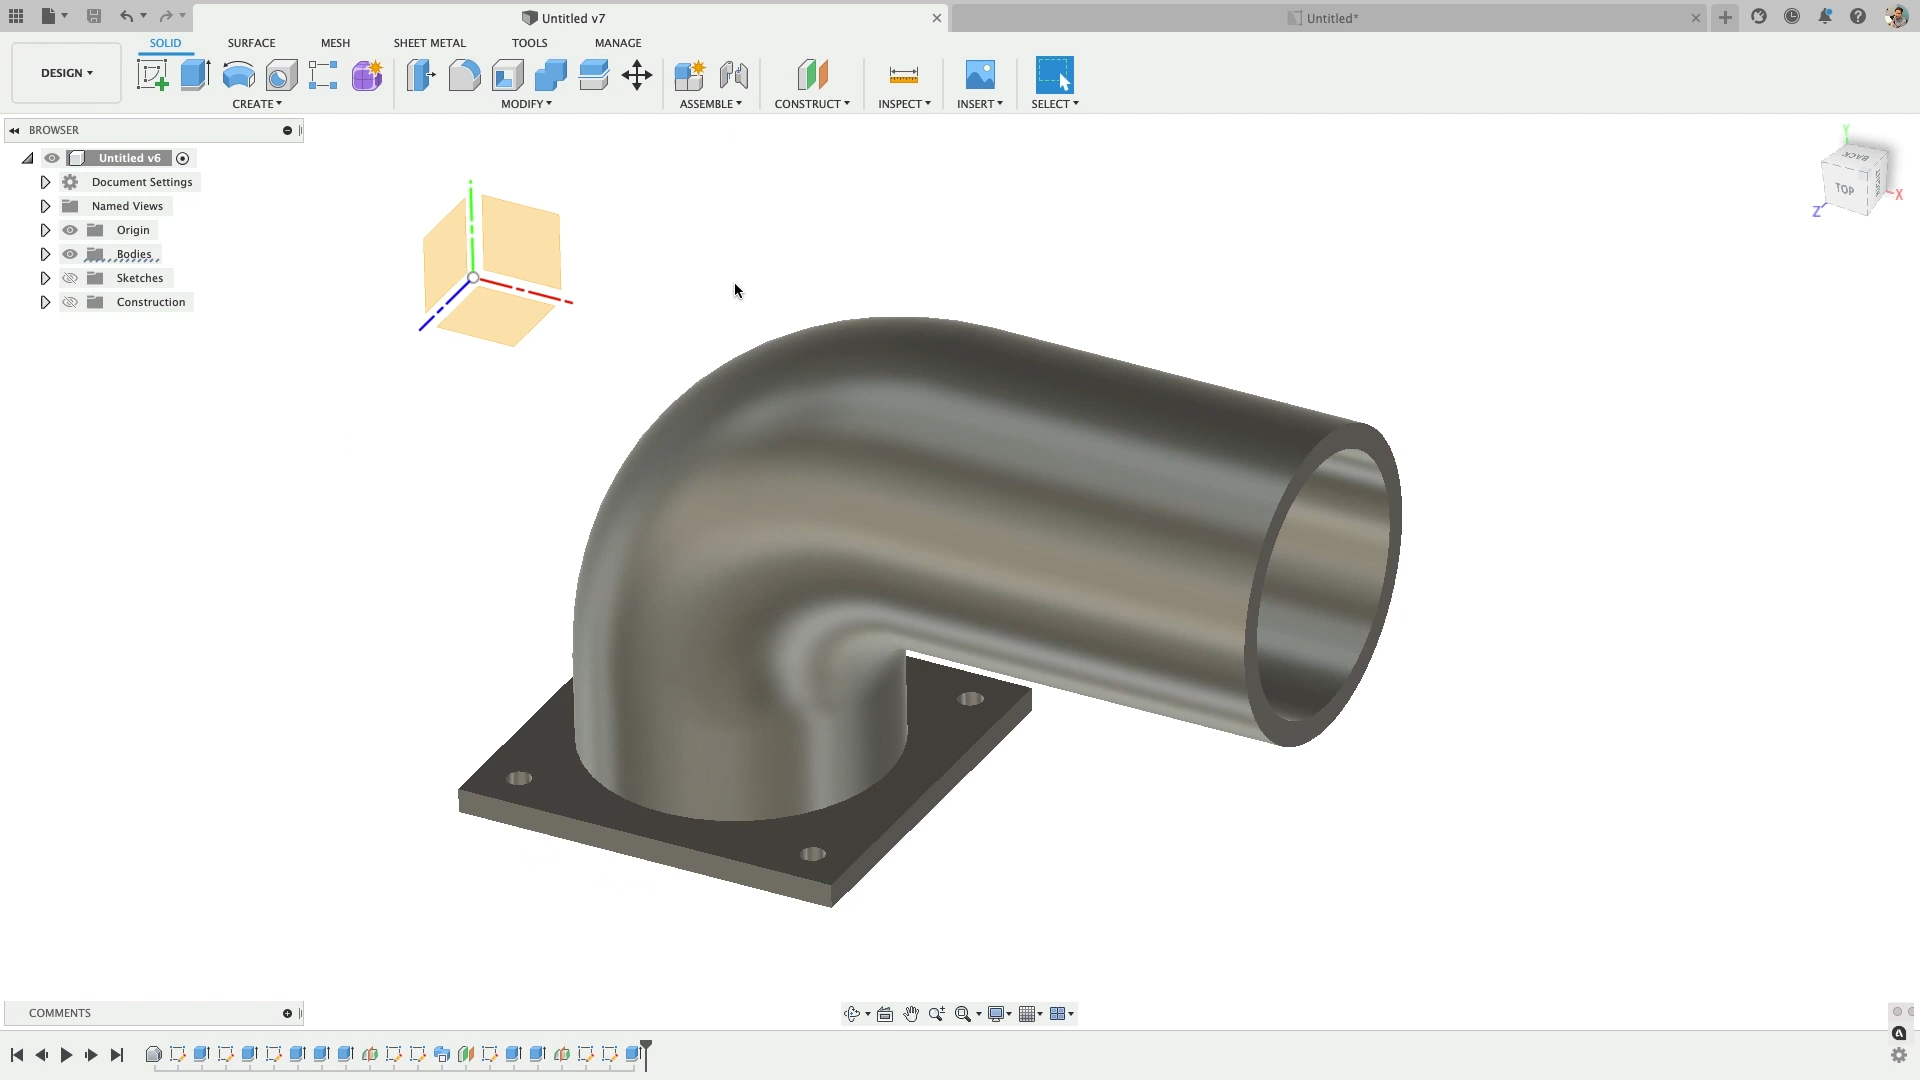 Untitled v7
Untitled*
SOLID SURFACE MESH SHEET METAL TOOLS MANAGE
DESIGN
CREATE MODIFY ASSEMBLE CONSTRUCT INSPECT INSERT SELECT
BROWSER
Untitled v6
Document Settings
Named Views
Origin
Bodies
Sketches
Construction
Y
BACK
TOP
X
Z
COMMENTS